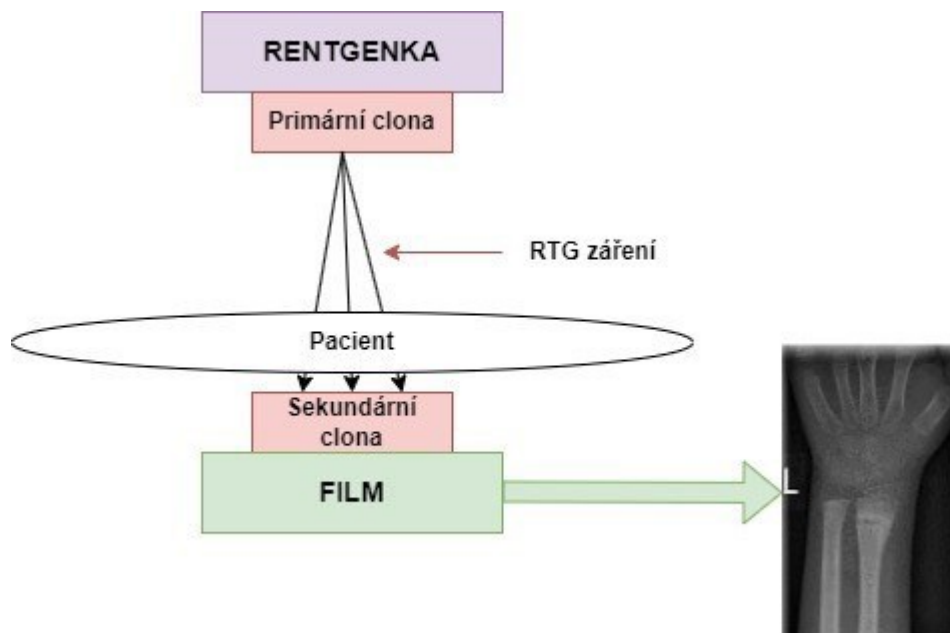 RENTGENKA
Primární clona
RTG záření
Pacient
Sekundární
clona
FILM
L